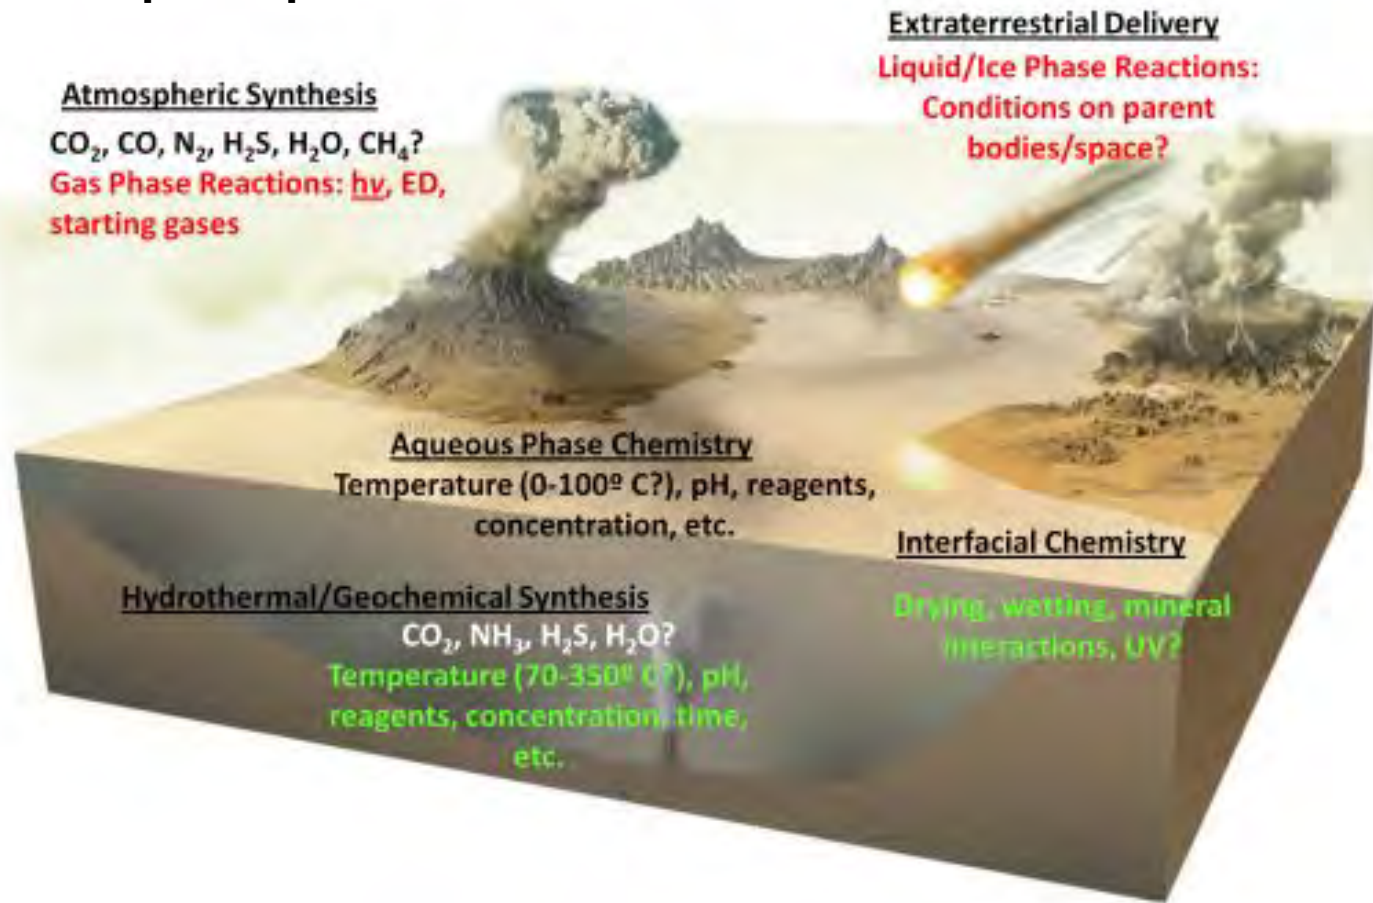 Atmospheric Synthesis
CO₂, CO, N₂, H₂S, H₂O, CH₄?
Gas Phase Reactions: hv, ED,
starting gases
Extraterrestrial Delivery
Liquid/Ice Phase Reactions:
Conditions on parent
bodies/space?
Aqueous Phase Chemistry
Temperature (0-100º C?), pH, reagents,
concentration, etc.
Interfacial Chemistry
Drying, wetting, mineral
interactions, UV?
Hydrothermal/Geochemical Synthesis
CO₂, NH₃, H₂S, H₂O?
Temperature (70-350º C?), pH,
reagents, concentration, time,
etc.